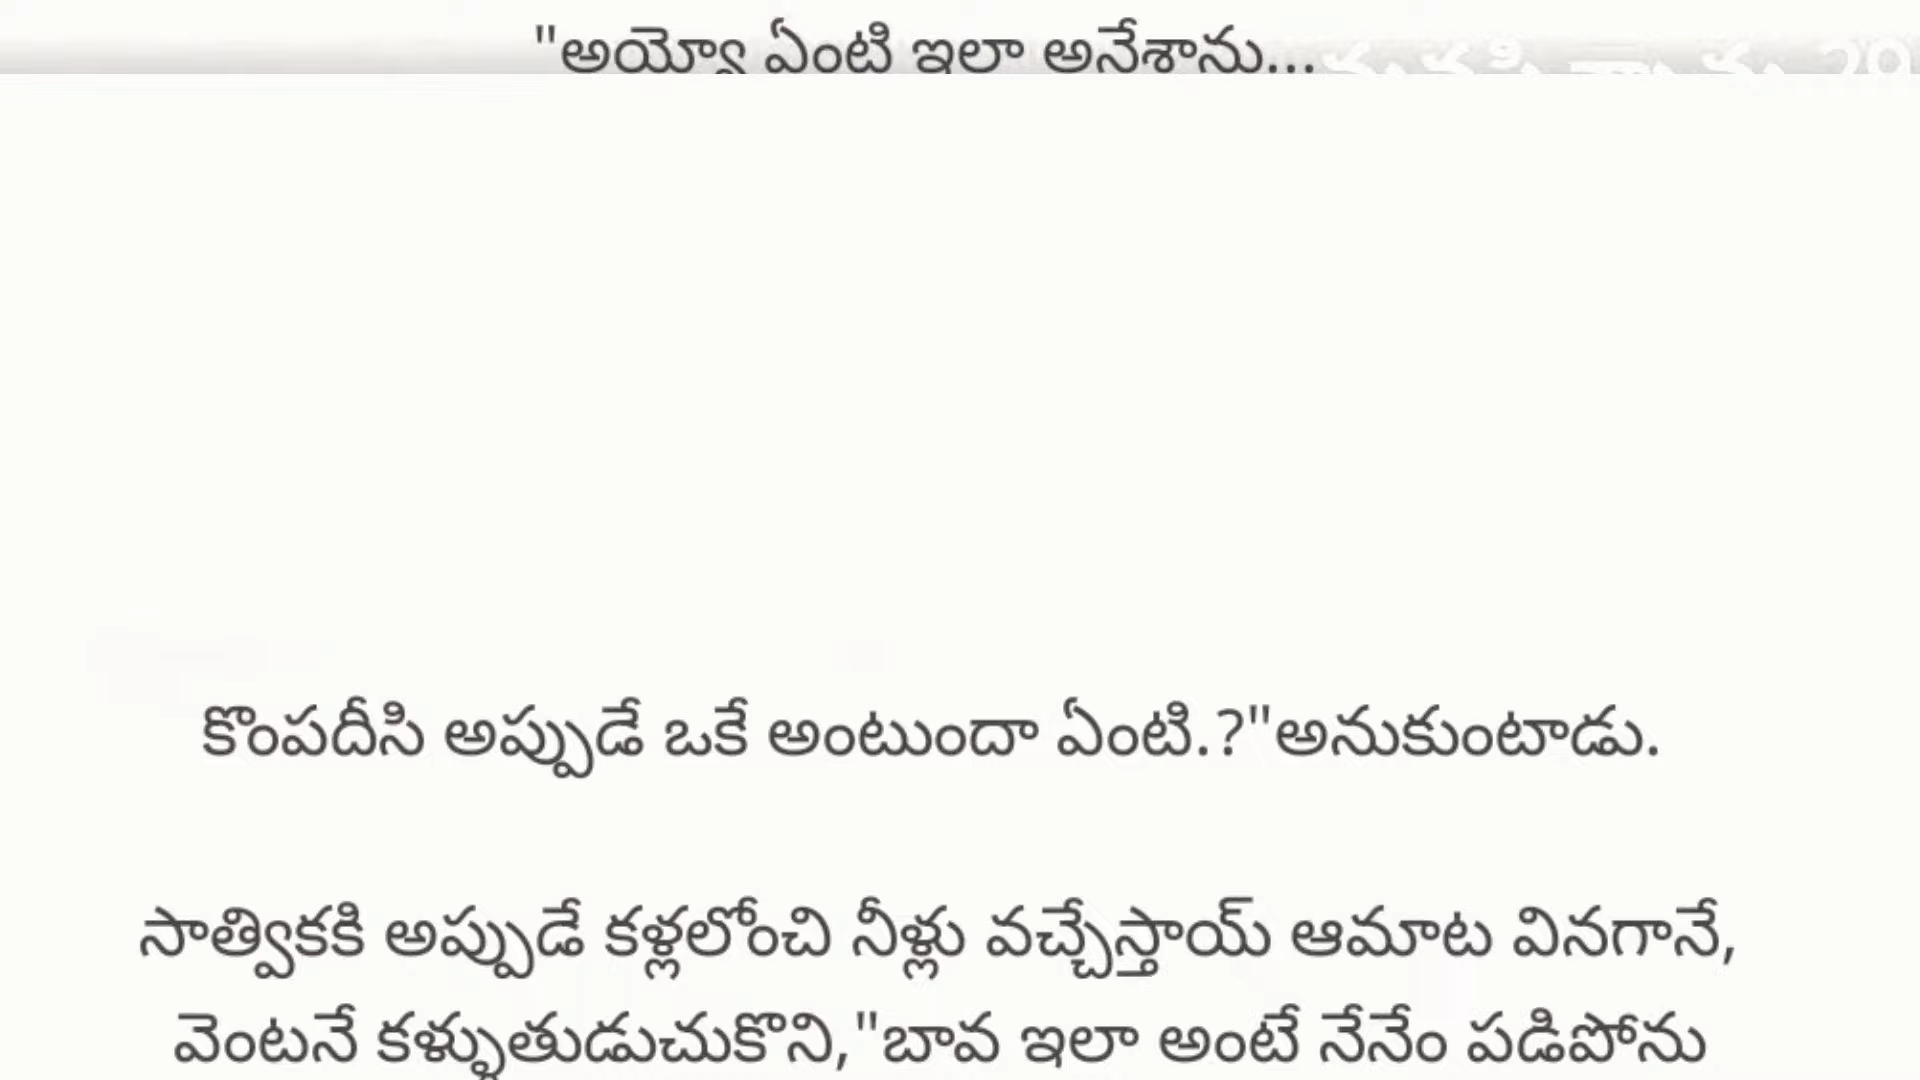 "అయ్యో ఏంటి ఇలా అనేశాను...
కొంపదీసి అప్పుడే ఒకే అంటుందా ఏంటి.?"అనుకుంటాడు.
సాత్వికకి అప్పుడే కళ్లలోంచి నీళ్లు వచ్చేస్తాయ్ ఆమాట వినగానే,
వెంటనే కళ్ళుతుడుచుకొని,"బావ ఇలా అంటే నేనేం పడిపోను